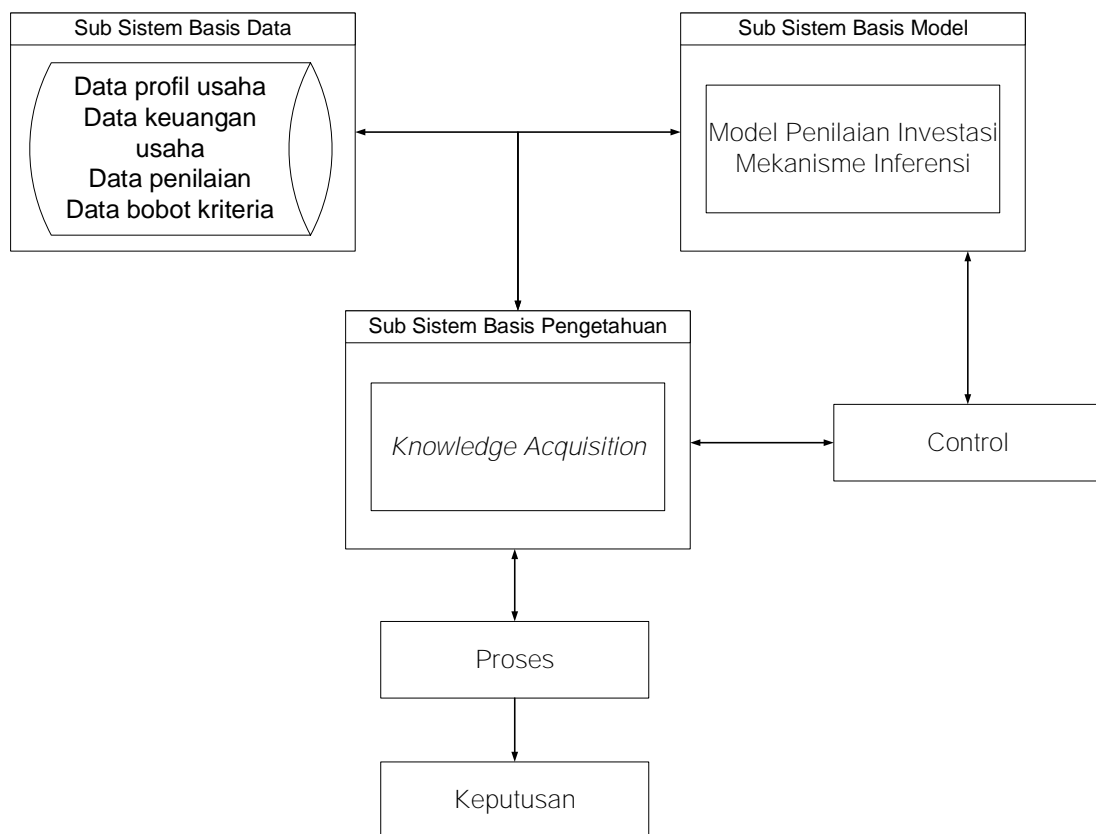 Sub Sistem Basis Data
Data profil usaha
Data keuangan
usaha
Data penilaian
Data bobot kriteria
Sub Sistem Basis Model
Model Penilaian Investasi
Mekanisme Inferensi
Sub Sistem Basis Pengetahuan
Knowledge Acquisition
Control
Proses
Keputusan